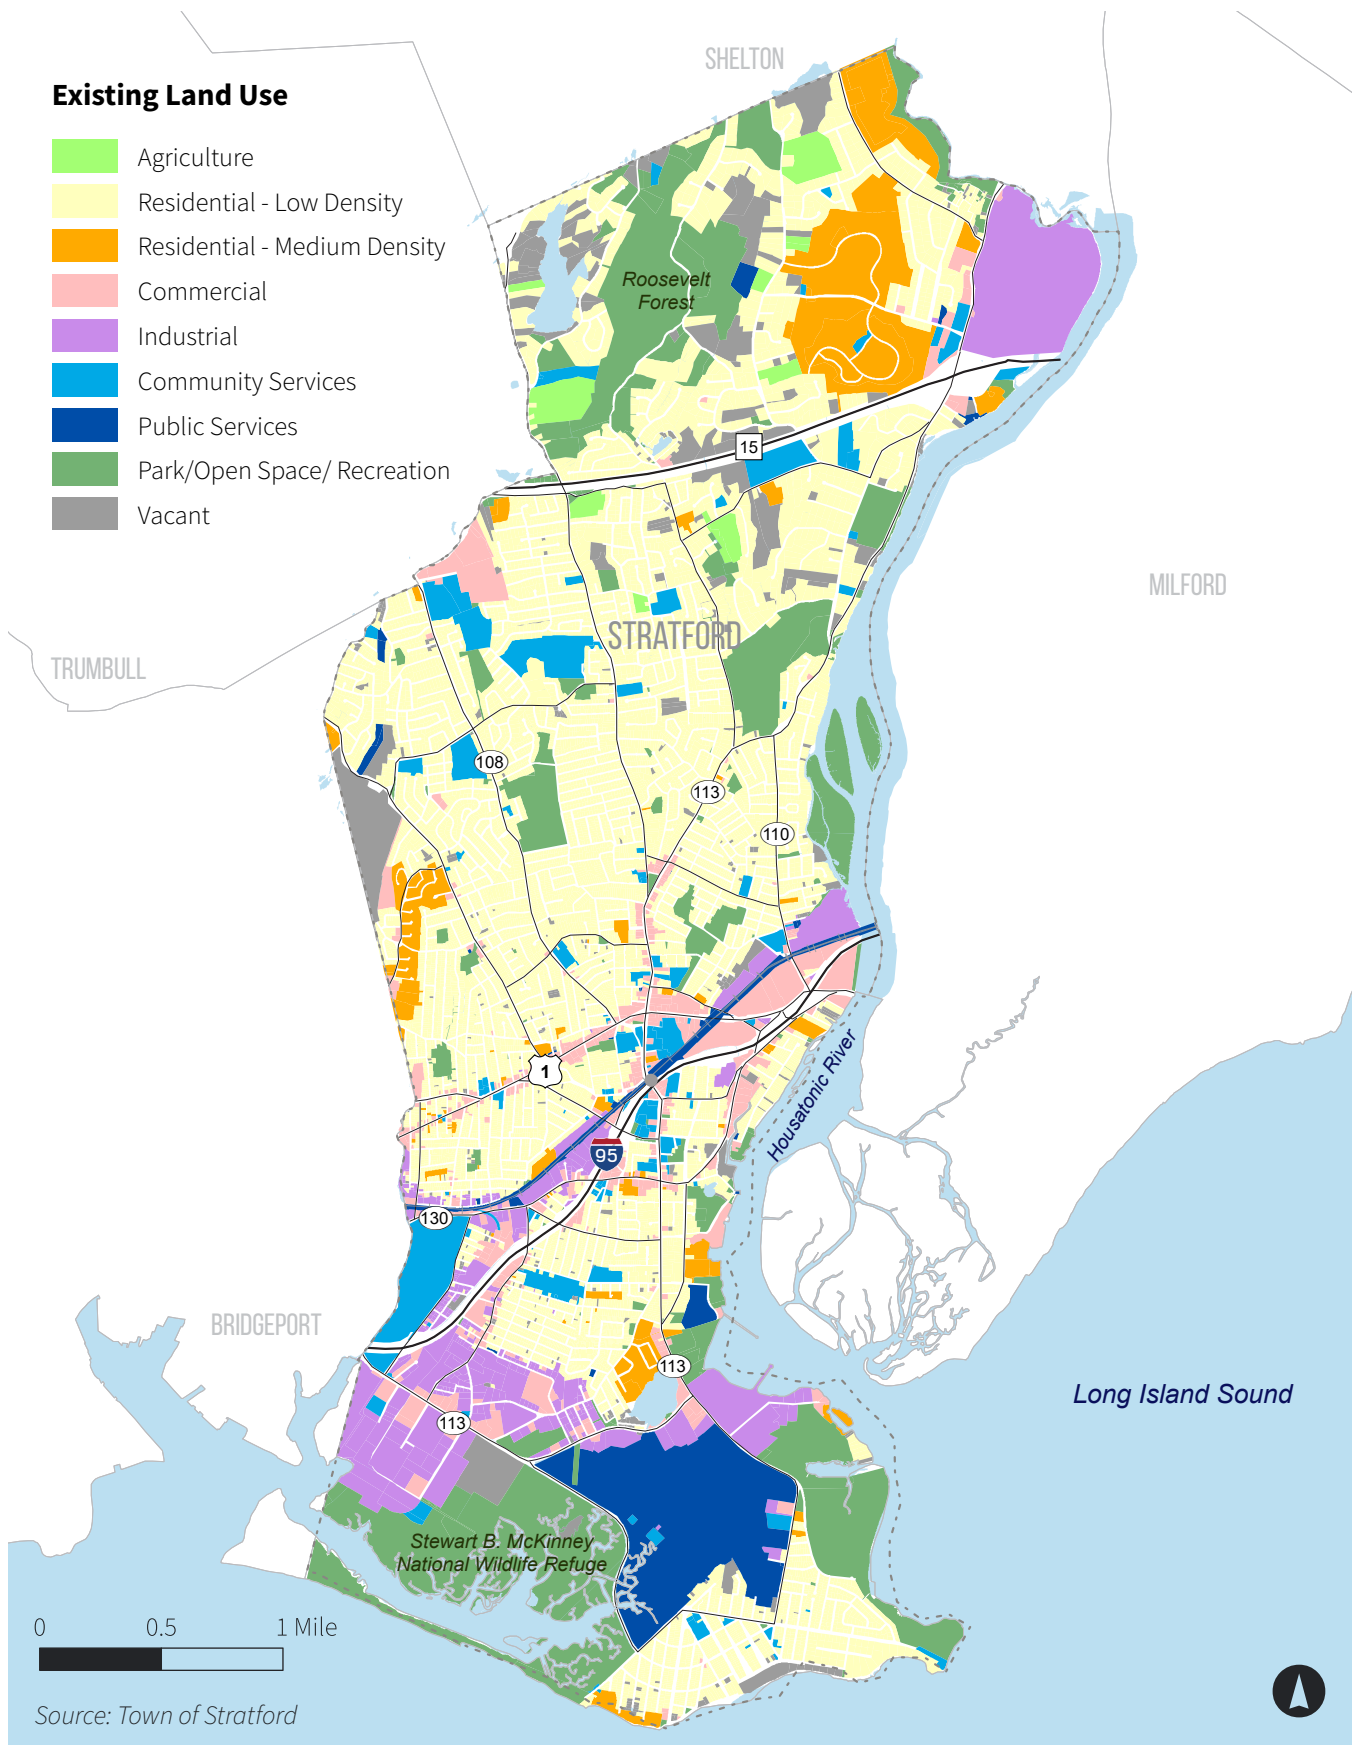 SHELTON
Existing Land Use
Agriculture
Residential - Low Density
Residential - Medium Density
Commercial
Industrial
Community Services
Public Services
Park/Open Space/ Recreation
Vacant
Roosevelt
Forest
15
MILFORD
STRATFORD
TRUMBULL
108
113
110
1
Housatonic River
95
130
BRIDGEPORT
113
Long Island Sound
113
Stewart B. McKinney
National Wildlife Refuge
0 0.5 1 Mile
Source: Town of Stratford